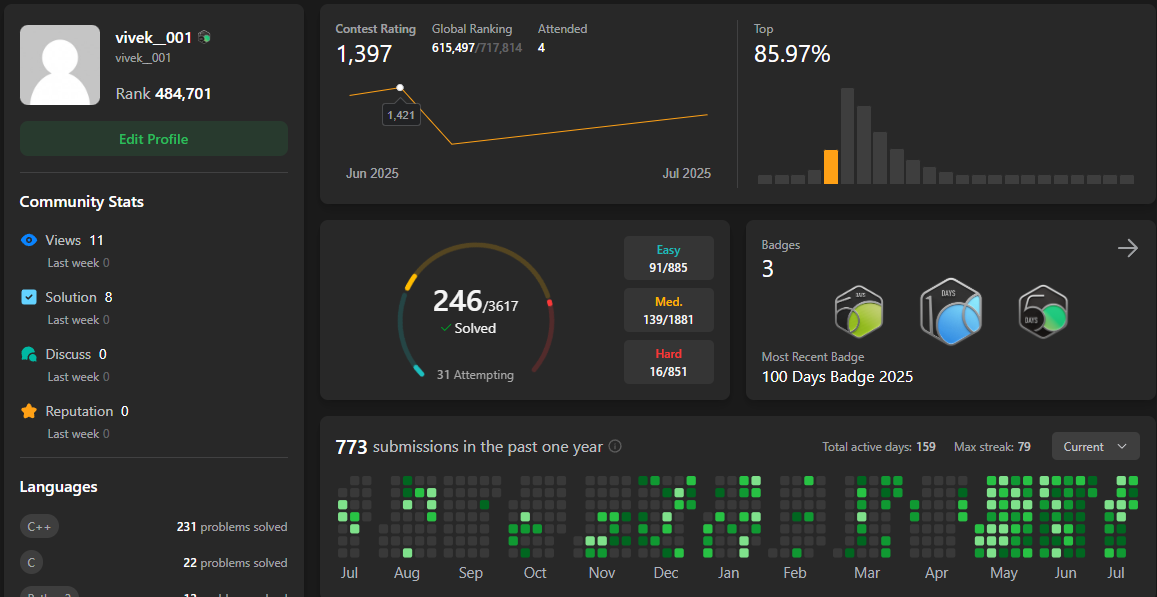 vivek__001
vivek__001
Rank 484,701
Edit Profile
Community Stats
Views 11
Last week 0
Solution 8
Last week 0
Discuss 0
Last week 0
Reputation 0
Last week 0
Languages
C++ 231 problems solved
C 22 problems solved
Contest Rating
1,397
Global Ranking
615,497/717,814
Attended
4
1,421
Jun 2025 Jul 2025
Top
85.97%
246/3617
Solved
31 Attempting
Easy
91/885
Med.
139/1881
Hard
16/851
Badges
3
DAYS
100
DAYS
50
Most Recent Badge
100 Days Badge 2025
773 submissions in the past one year
Total active days: 159 Max streak: 79 Current
Jul Aug Sep Oct Nov Dec Jan Feb Mar Apr May Jun Jul